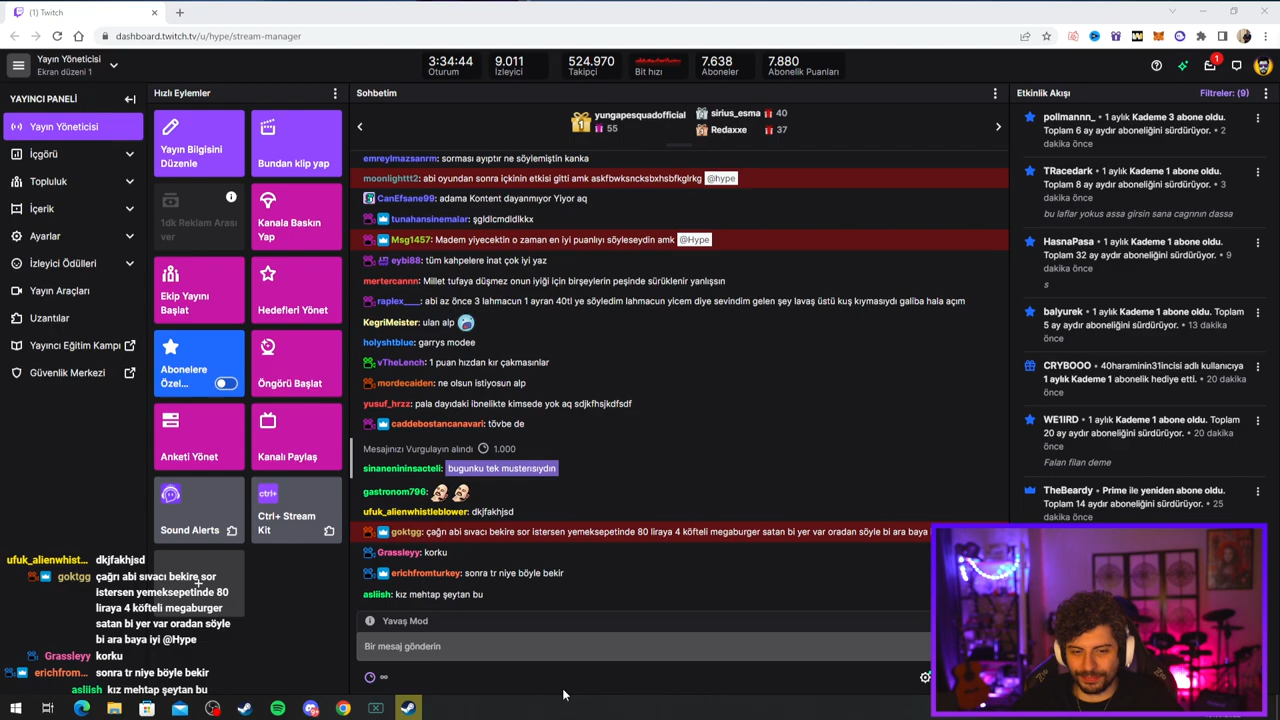 (1) Twitch
dashboard.twitch.tv/u/hype/stream-manager
Yayın Yöneticisi
Ekran düzeni 1
3:34:44
Oturum
9.011
İzleyici
524.970
Takipçi
Bit hızı
7.638
Aboneler
7.880
Abonelik Puanları
1
YAYINCI PANELİ
Yayın Yöneticisi
İçgörü
Topluluk
İçerik
Ayarlar
İzleyici Ödülleri
Yayın Araçları
Uzantılar
Yayıncı Eğitim Kampı
Güvenlik Merkezi
Hızlı Eylemler
Yayın Bilgisini
Düzenle
Bundan klip yap
1dk Reklam Arası
ver
Kanala Baskın
Yap
Ekip Yayını
Başlat
Hedefleri Yönet
Abonelere
Özel...
Öngörü Başlat
Anketi Yönet
Kanalı Paylaş
Sound Alerts
ctrl+
Ctrl+ Stream
Kit
Sohbetim
1
yungapesquadofficial
55
sirius_esma 40
Redaxxe 37
emreylmazsanrm: sorması ayıptır ne söylemiştin kanka
moonlighttt2: abi oyundan sonra içkinin etkisi gitti amk askfbwksncksbxhsbfkglrkg @hype
CanEfsane99: adama Kontent dayanmıyor Yiyor aq
tunahansinemalar: şgldlcmdldlkkx
Msg1457: Madem yiyecektin o zaman en iyi puanlıyı söyleseydin amk @Hype
eybi88: tüm kahpelere inat çok iyi yaz
mertercannn: Millet tufaya düşmez onun iyiği için birşeylerin peşinde sürüklenir yanlışsın
raplex____: abi az önce 3 lahmacun 1 ayran 40tl ye söyledim lahmacun yicem diye sevindim gelen şey lavaş üstü kuş kıymasıydı galiba hala açım
KegriMeister: ulan alp
holyshtblue: garrys modee
vTheLench: 1 puan hızdan kır çakmasınlar
mordecaiden: ne olsun istiyosun alp
yusuf_hrzz: pala dayıdaki ibnelikte kimsede yok aq sdjkfhsjkdfsdf
caddebostancanavari: tövbe de
Mesajınızı Vurgulayın alındı 1.000
sinanenininsacteli: bugunku tek musterısıydın
gastronom796:
ufuk_alienwhistleblower: dkjfakhjsd
goktgg: çağrı abi sıvacı bekire sor istersen yemeksepetinde 80 liraya 4 köfteli megaburger satan bi yer var oradan söyle bi ara baya
Grassleyy: korku
erichfromturkey: sonra tr niye böyle bekir
asliish: kız mehtap şeytan bu
Yavaş Mod
Bir mesaj gönderin
∞
Etkinlik Akışı
Filtreler: (9)
pollmannn_ • 1 aylık Kademe 3 abone oldu.
Toplam 6 ay aydır aboneliğini sürdürüyor. • 2
dakika önce
TRacedark • 1 aylık Kademe 1 abone oldu.
Toplam 8 ay aydır aboneliğini sürdürüyor. • 7
dakika önce
bu laflar yokus assa girsin sana cagrının dassa
HasnaPasa • 1 aylık Kademe 1 abone oldu.
Toplam 32 ay aydır aboneliğini sürdürüyor. • 9
dakika önce
s
balyurek • 1 aylık Kademe 1 abone oldu. Toplam
5 ay aydır aboneliğini sürdürüyor. • 13 dakika
önce
CRYBOOO • 40haraminin31incisi adlı kullanıcıya
1 aylık Kademe 1 abonelik hediye etti. • 20 dakika
önce
WE1IRD • 1 aylık Kademe 1 abone oldu. Toplam
20 ay aydır aboneliğini sürdürüyor. • 20 dakika
önce
Falan filan deme
TheBeardy • Prime ile yeniden abone oldu.
Toplam 14 aydır aboneliğini sürdürüyor. • 25
ufuk_alienwhistl... dkjfakhjsd
goktgg çağrı abi sıvacı bekire sor
istersen yemeksepetinde 80
liraya 4 köfteli megaburger
satan bi yer var oradan söyle
bi ara baya iyi @Hype
Grassleyy korku
erichfrom... sonra tr niye böyle bekir
asliish kız mehtap şeytan bu